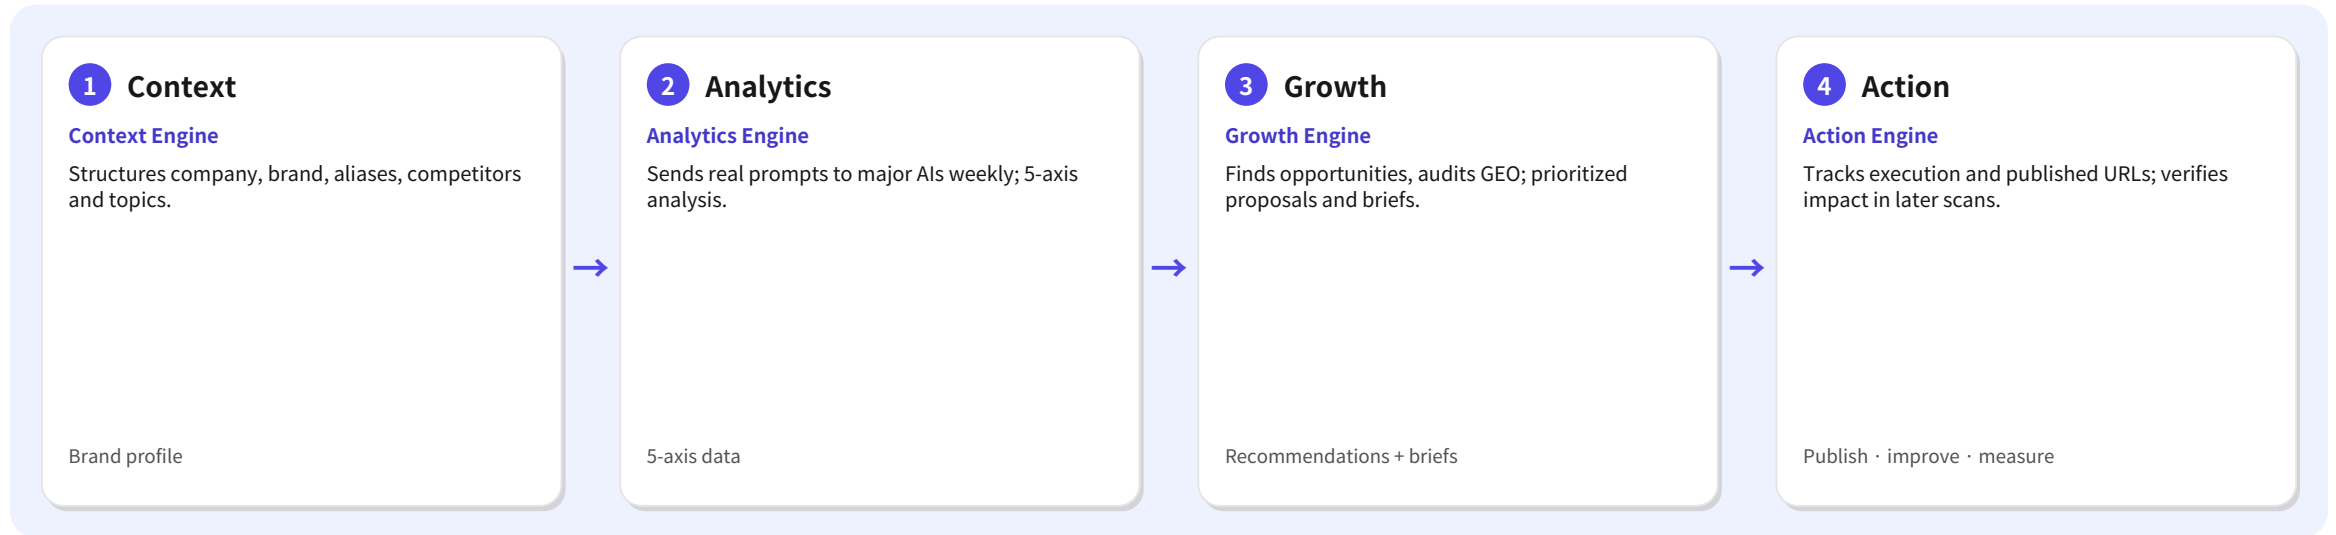 1 Context
Context Engine
Structures company, brand, aliases, competitors
and topics.
Brand profile
→
2 Analytics
Analytics Engine
Sends real prompts to major AIs weekly; 5-axis
analysis.
5-axis data
→
3 Growth
Growth Engine
Finds opportunities, audits GEO; prioritized
proposals and briefs.
Recommendations + briefs
→
4 Action
Action Engine
Tracks execution and published URLs; verifies
impact in later scans.
Publish · improve · measure